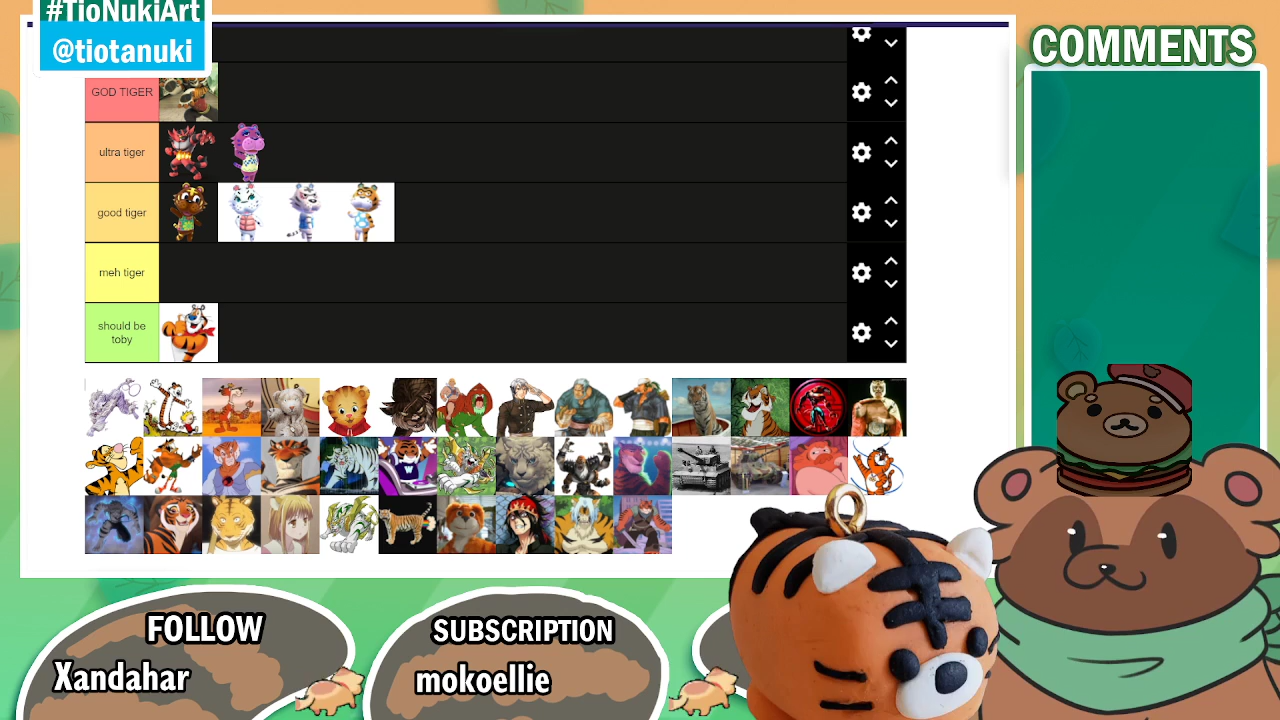 #TioNukiArt
@tiotanuki
COMMENTS
GOD TIGER
ultra tiger
good tiger
meh tiger
should be
toby
FOLLOW
Xandahar
SUBSCRIPTION
mokoellie